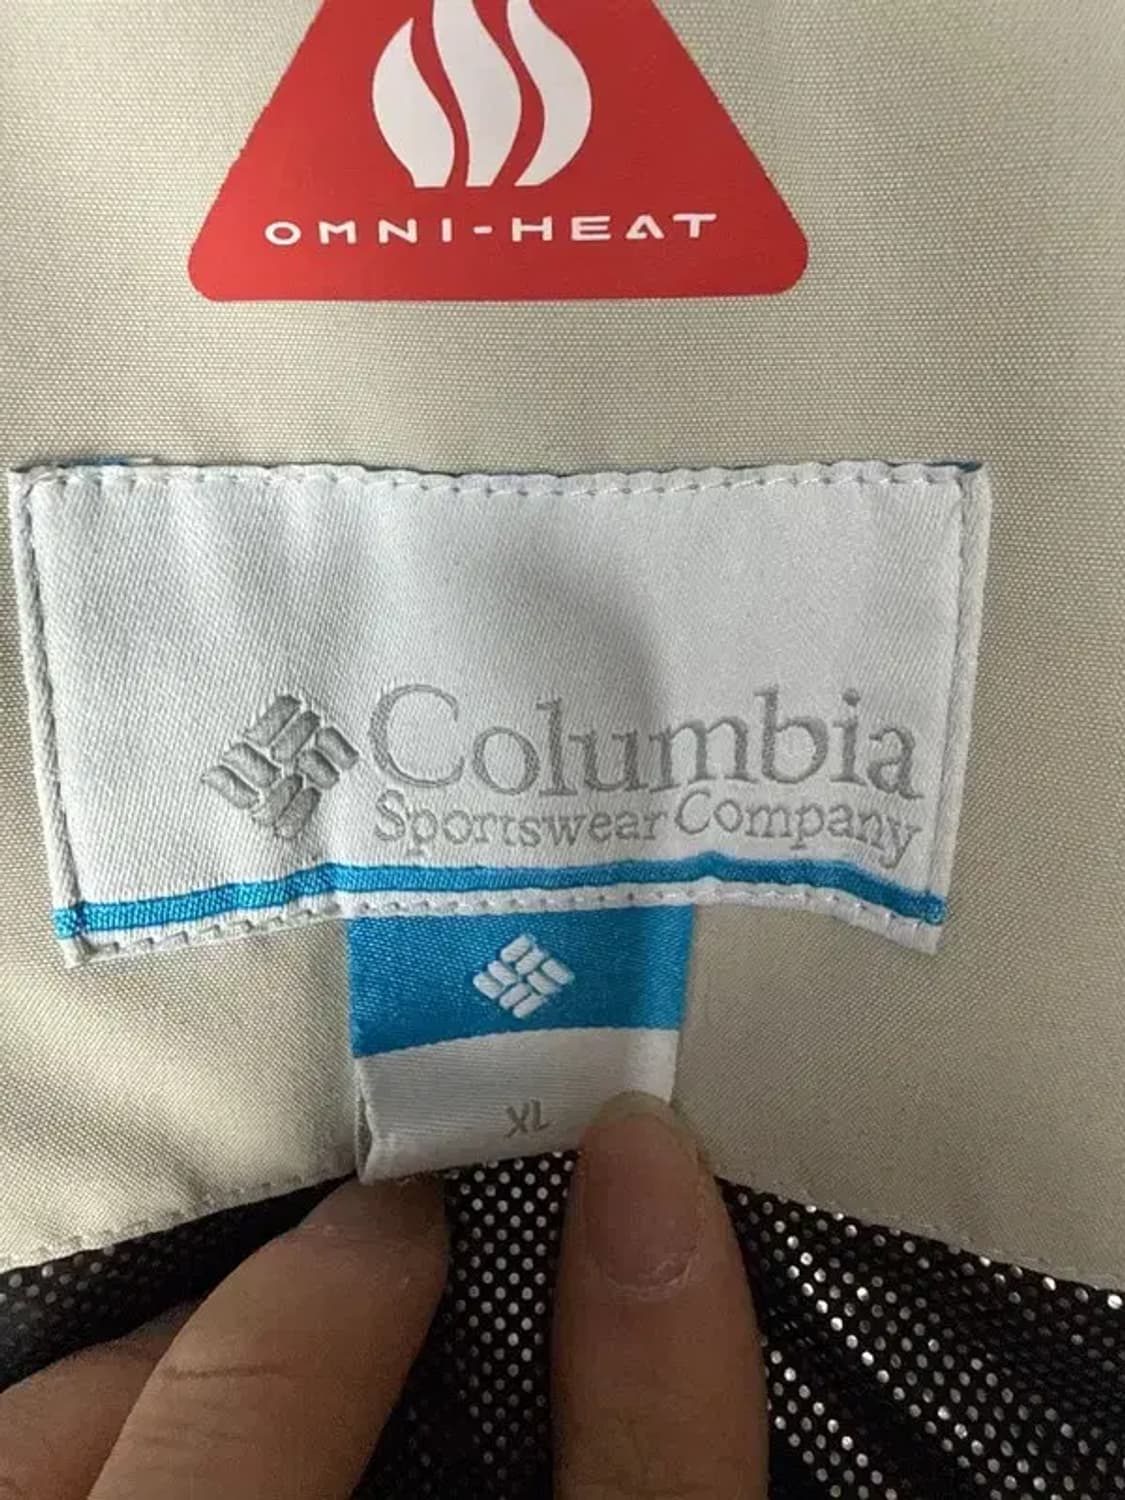 OMNI-HEAT
Columbia
Sportswear Company
XL